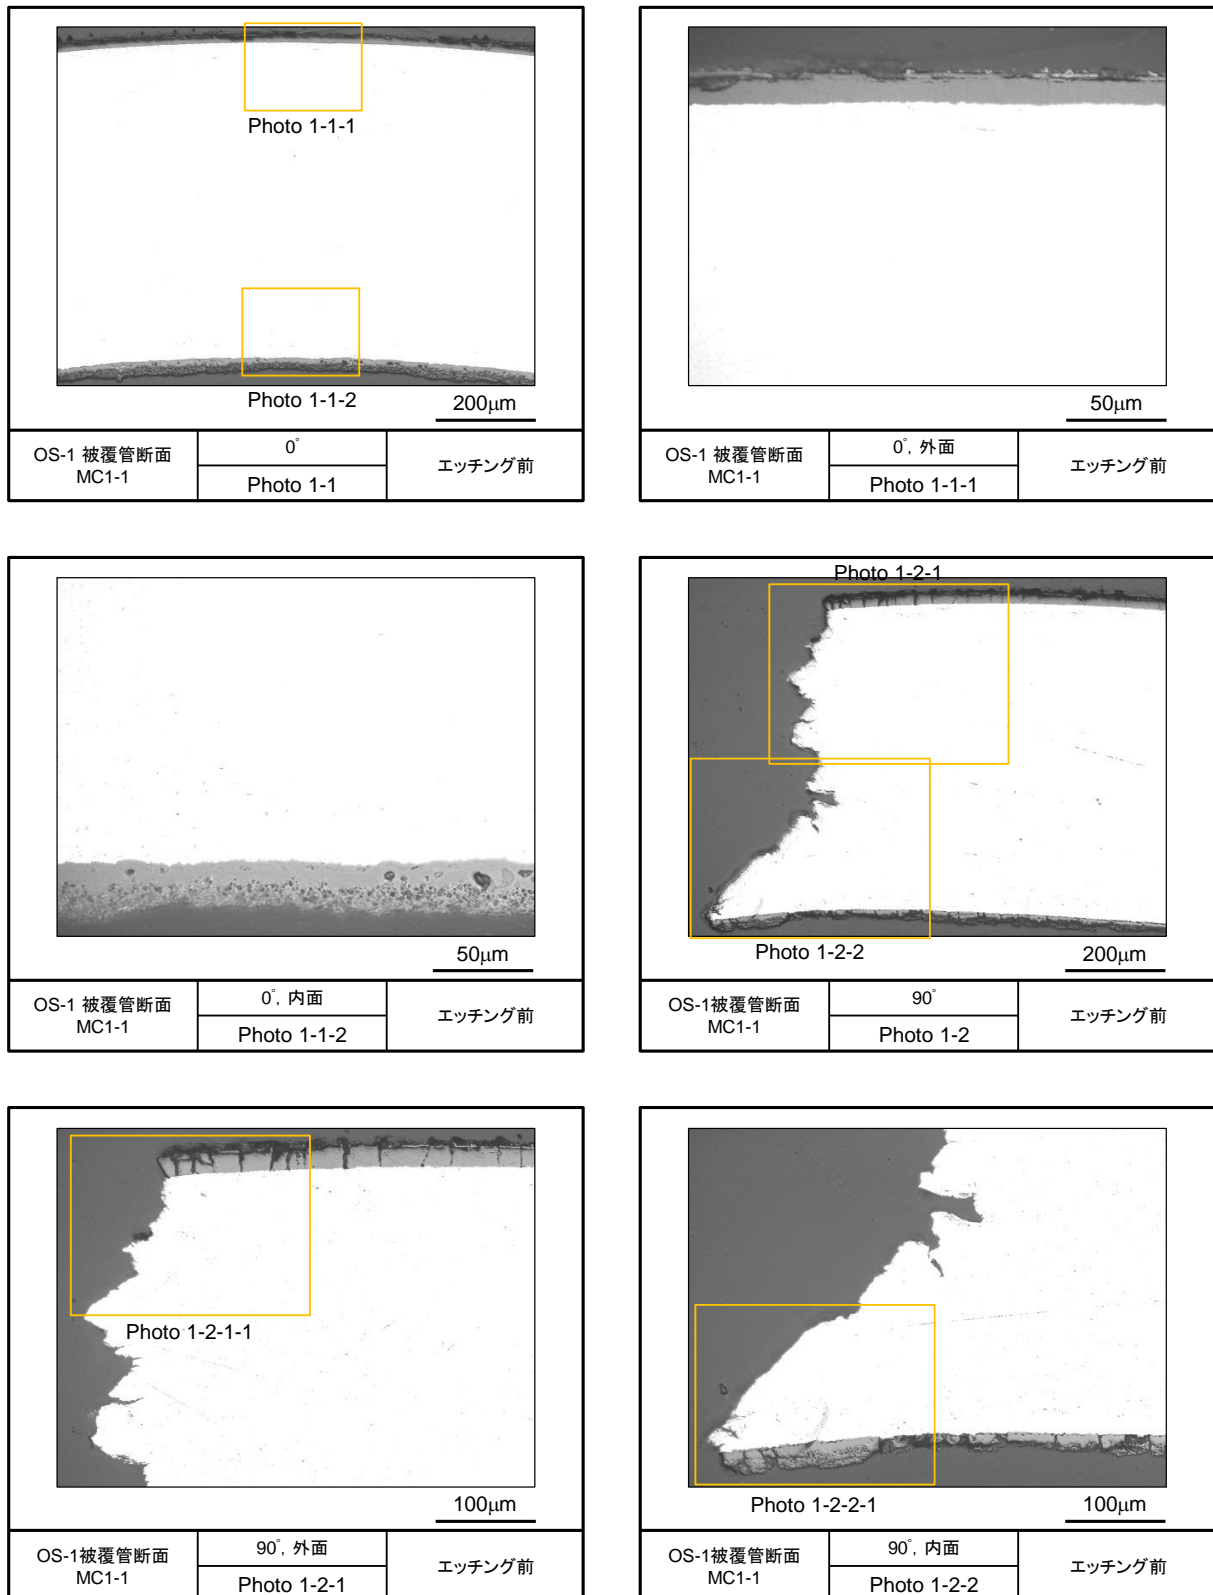 Photo 1-1-1
Photo 1-1-2
200μm
OS-1 被覆管断面
MC1-1
0°
Photo 1-1
エッチング前
50μm
OS-1 被覆管断面
MC1-1
0°, 外面
Photo 1-1-1
エッチング前
50μm
OS-1 被覆管断面
MC1-1
0°, 内面
Photo 1-1-2
エッチング前
Photo 1-2-1
Photo 1-2-2
200μm
OS-1被覆管断面
MC1-1
90°
Photo 1-2
エッチング前
Photo 1-2-1-1
100μm
OS-1被覆管断面
MC1-1
90°, 外面
Photo 1-2-1
エッチング前
Photo 1-2-2-1
100μm
OS-1被覆管断面
MC1-1
90°, 内面
Photo 1-2-2
エッチング前